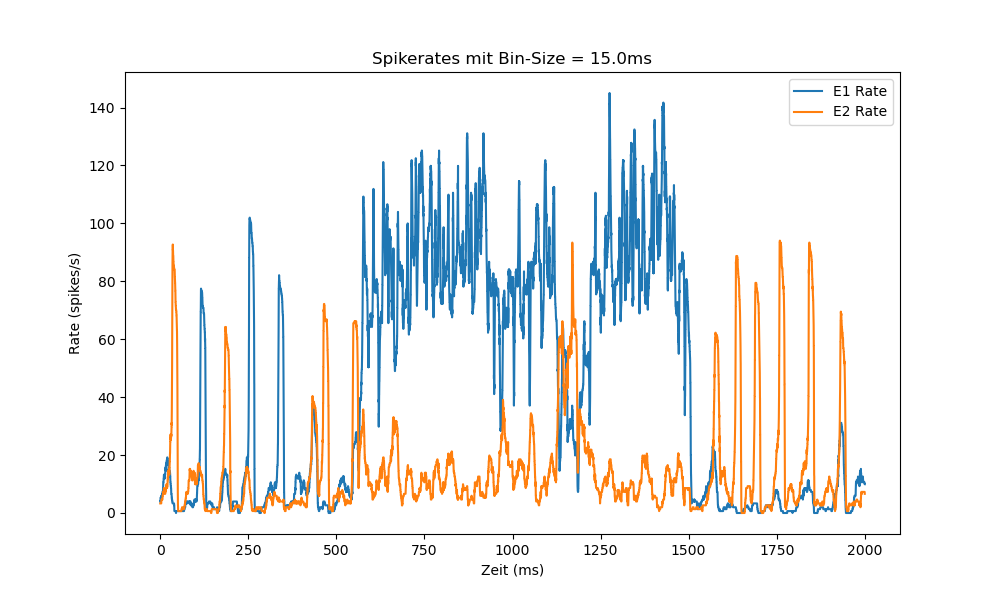 Spikerates mit Bin-Size = 15.0ms
E1 Rate
E2 Rate
140
120
100
80
60
40
20
0
Rate (spikes/s)
0 250 500 750 1000 1250 1500 1750 2000
Zeit (ms)